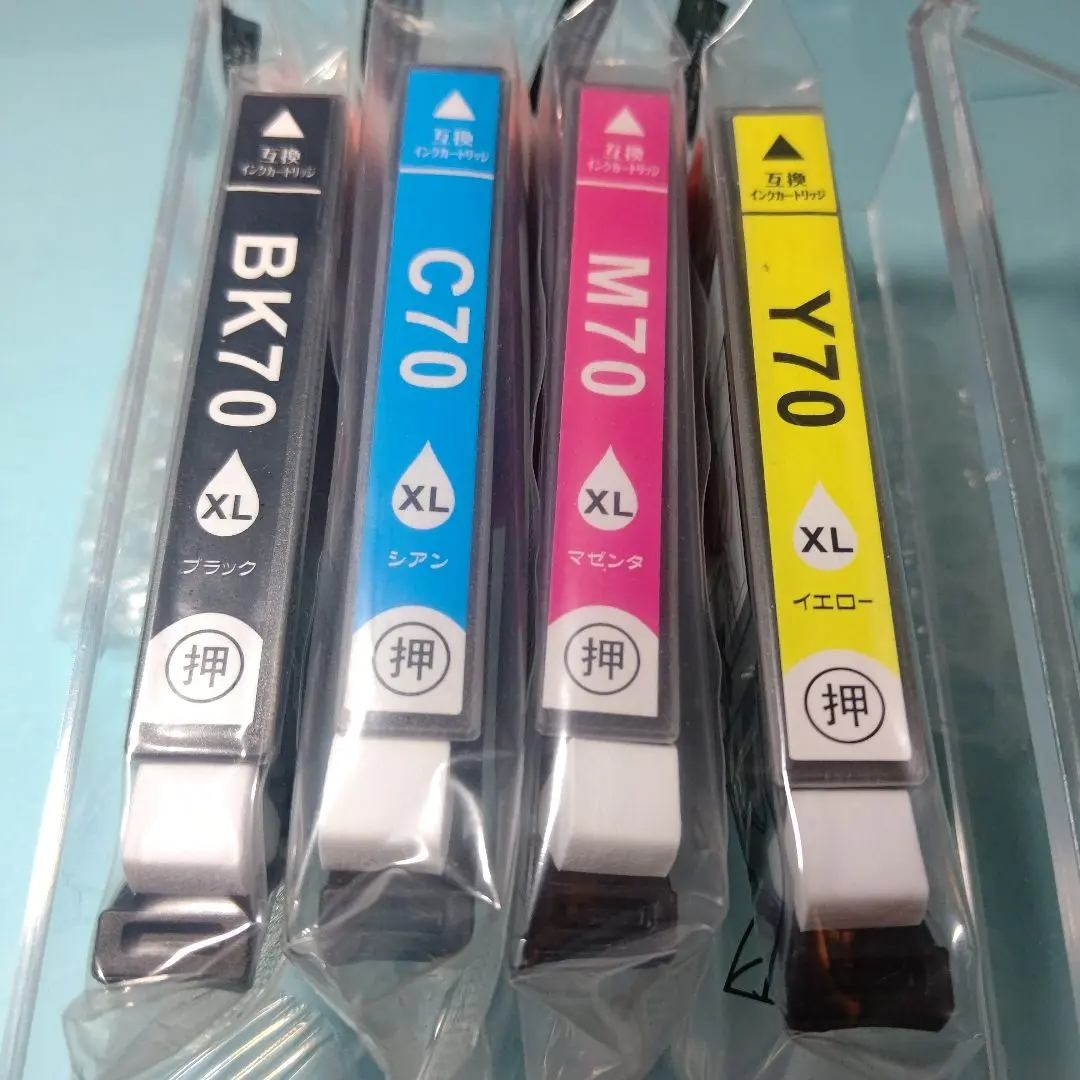 互換
インクカートリッジ
BK70
XL
ブラック
押
互換
インクカートリッジ
C70
XL
シアン
押
互換
インクカートリッジ
M70
XL
マゼンタ
押
互換
インクカートリッジ
Y70
XL
イエロー
押